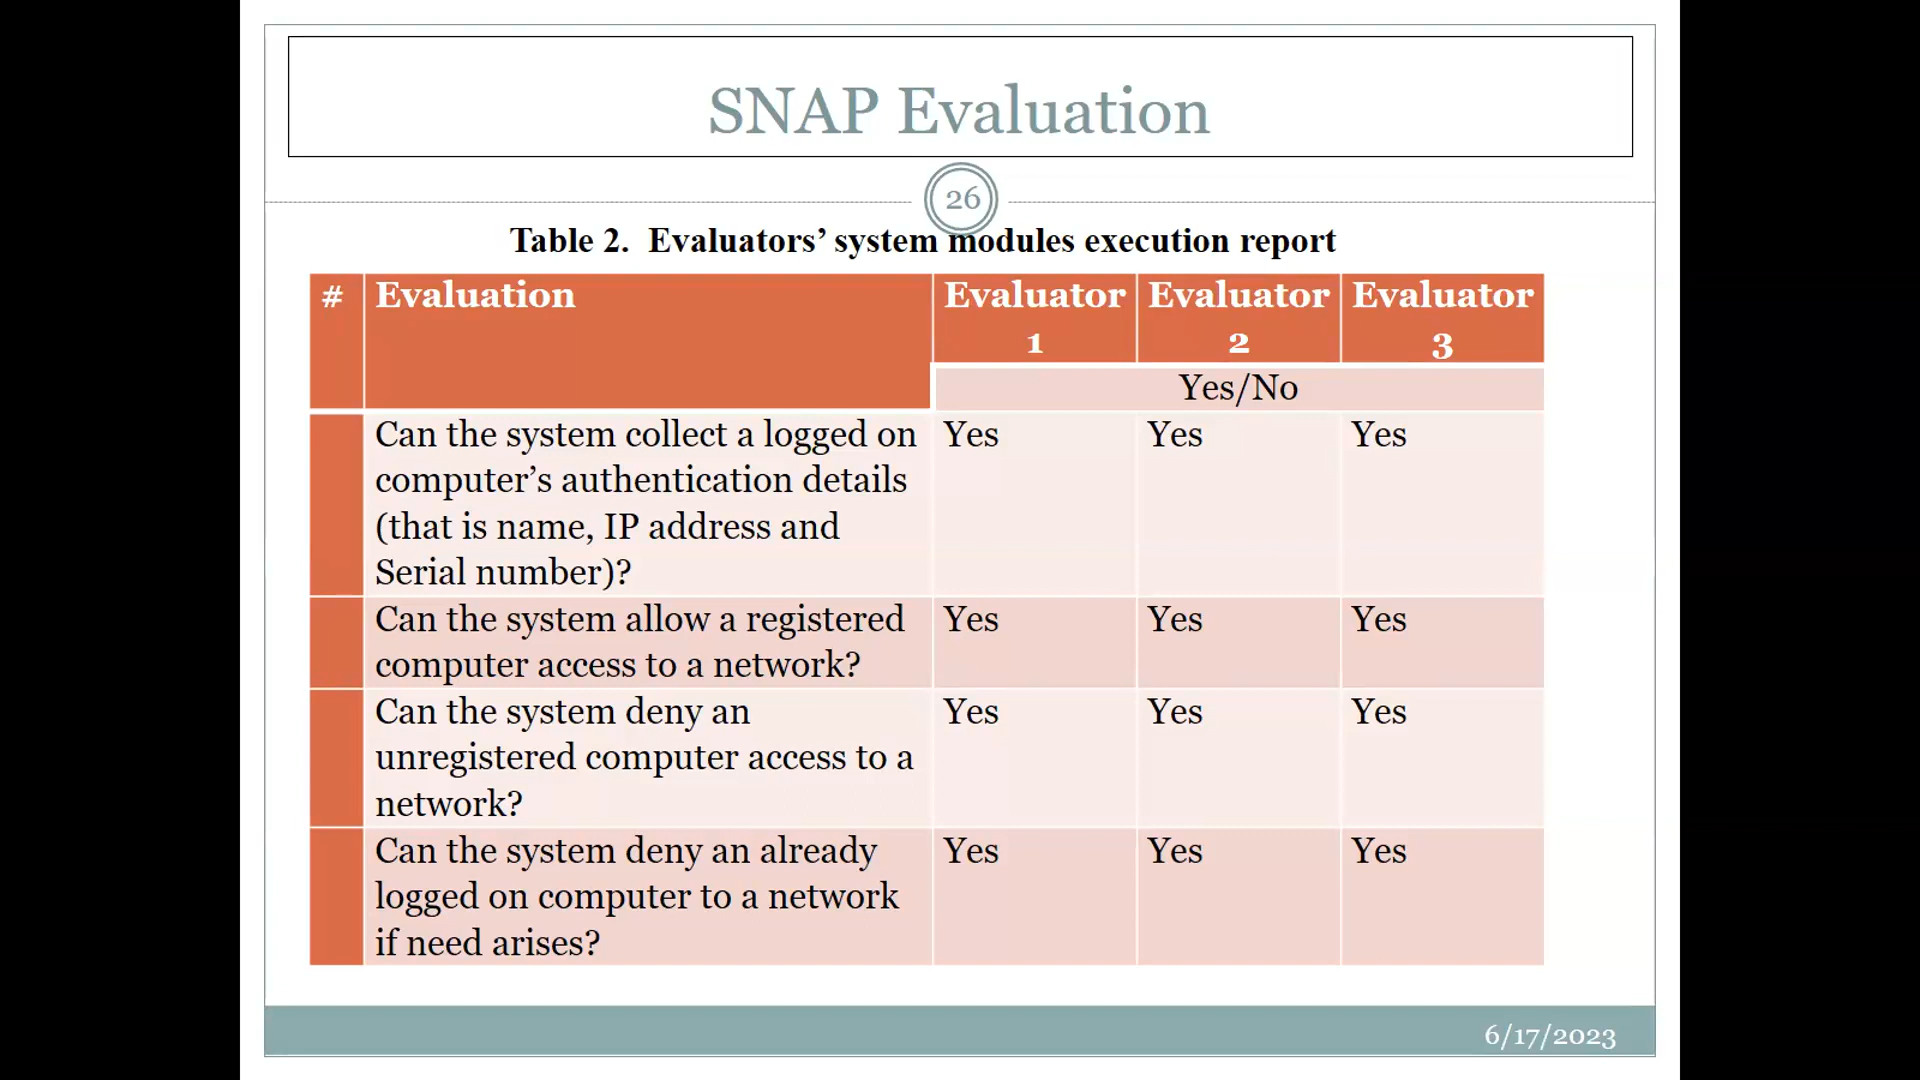 SNAP Evaluation
26
Table 2. Evaluators’ system modules execution report
# Evaluation Evaluator 1 Evaluator 2 Evaluator 3
Yes/No
Can the system collect a logged on Yes Yes Yes
computer’s authentication details
(that is name, IP address and
Serial number)?
Can the system allow a registered Yes Yes Yes
computer access to a network?
Can the system deny an Yes Yes Yes
unregistered computer access to a
network?
Can the system deny an already Yes Yes Yes
logged on computer to a network
if need arises?
6/17/2023